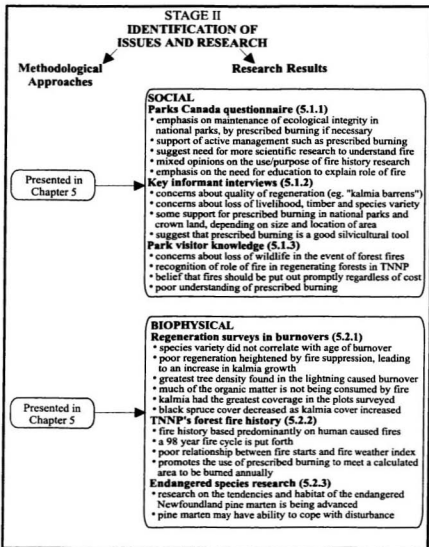 STAGE II
IDENTIFICATION OF
ISSUES AND RESEARCH
Methodological
Approaches
Research Results
Presented in
Chapter 5
SOCIAL
Parks Canada questionnaire (5.1.1)
• emphasis on maintenance of ecological integrity in
national parks, by prescribed burning if necessary
• support of active management such as prescribed burning
• suggest need for more scientific research to understand fire
• mixed opinions on the use/purpose of fire history research
• emphasis on the need for education to explain role of fire
Key informant interviews (5.1.2)
• concerns about quality of regeneration (eg. "kalmia barrens")
• concerns about loss of livelihood, timber and species variety
• some support for prescribed burning in national parks and
crown land, depending on size and location of area
• suggest that prescribed burning is a good silvicultural tool
Park visitor knowledge (5.1.3)
• concerns about loss of wildlife in the event of forest fires
• recognition of role of fire in regenerating forests in TNNP
• belief that fires should be put out promptly regardless of cost
• poor understanding of prescribed burning
Presented in
Chapter 5
BIOPHYSICAL
Regeneration surveys in burnovers (5.2.1)
• species variety did not correlate with age of burnover
• poor regeneration heightened by fire suppression, leading
to an increase in kalmia growth
• greatest tree density found in the lightning caused burnover
• much of the organic matter is not being consumed by fire
• kalmia had the greatest coverage in the plots surveyed
• black spruce cover decreased as kalmia cover increased
TNNP's forest fire history (5.2.2)
• fire history based predominantly on human caused fires
• a 98 year fire cycle is put forth
• poor relationship between fire starts and fire weather index
• promotes the use of prescribed burning to meet a calculated
area to be burned annually
Endangered species research (5.2.3)
• research on the tendencies and habitat of the endangered
Newfoundland pine marten is being advanced
• pine marten may have ability to cope with disturbance